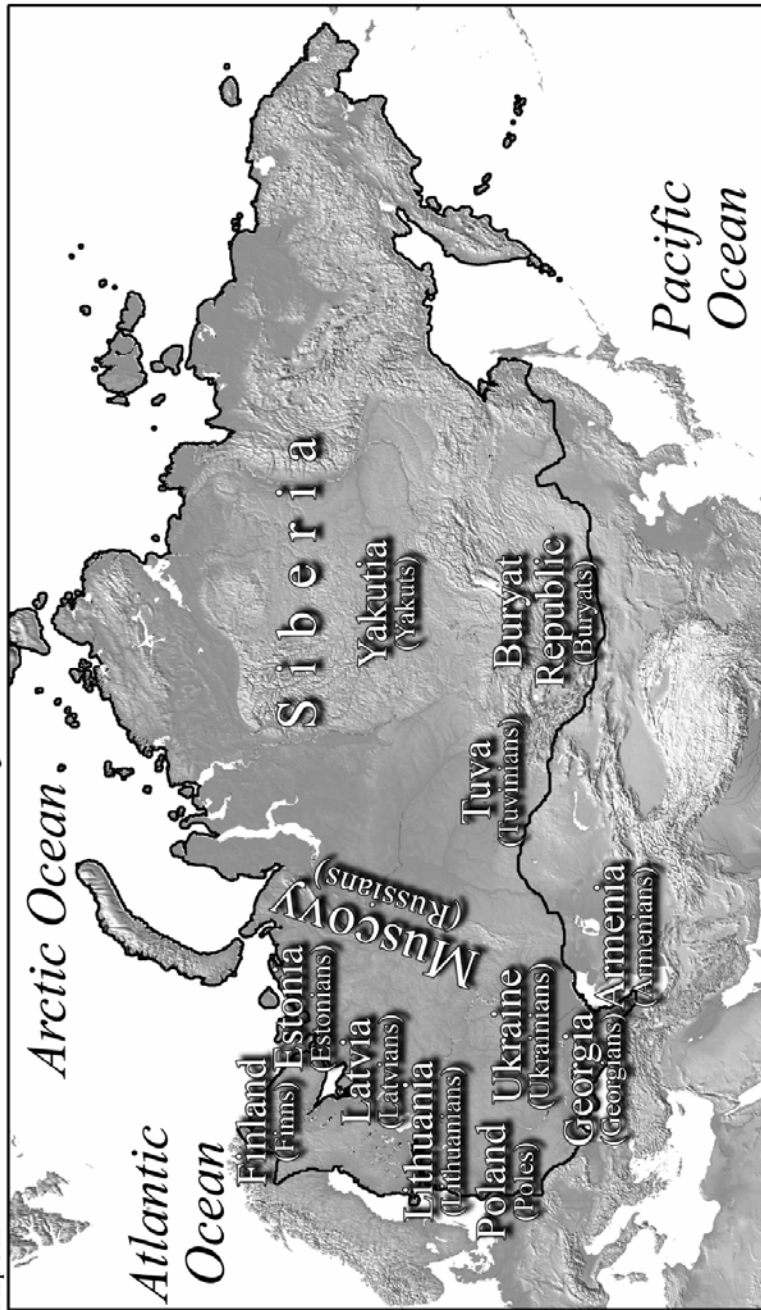 Arctic Ocean
Atlantic
Ocean
Pacific
Ocean
Finland
(Finns)
Estonia
(Estonians)
Latvia
(Latvians)
Lithuania
(Lithuanians)
Poland
(Poles)
Muscovy
(Russians)
Ukraine
(Ukrainians)
Georgia
(Georgians)
Armenia
(Armenians)
Siberia
Yakutia
(Yakuts)
Tuva
(Tuvinians)
Buryat
Republic
(Buryats)